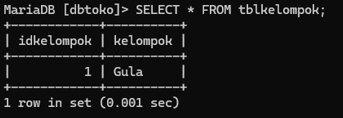 MariaDB [dbtoko]> SELECT * FROM tblkelompok;
+------------+----------+
| idkelompok | kelompok |
+------------+----------+
|          1 | Gula     |
+------------+----------+
1 row in set (0.001 sec)